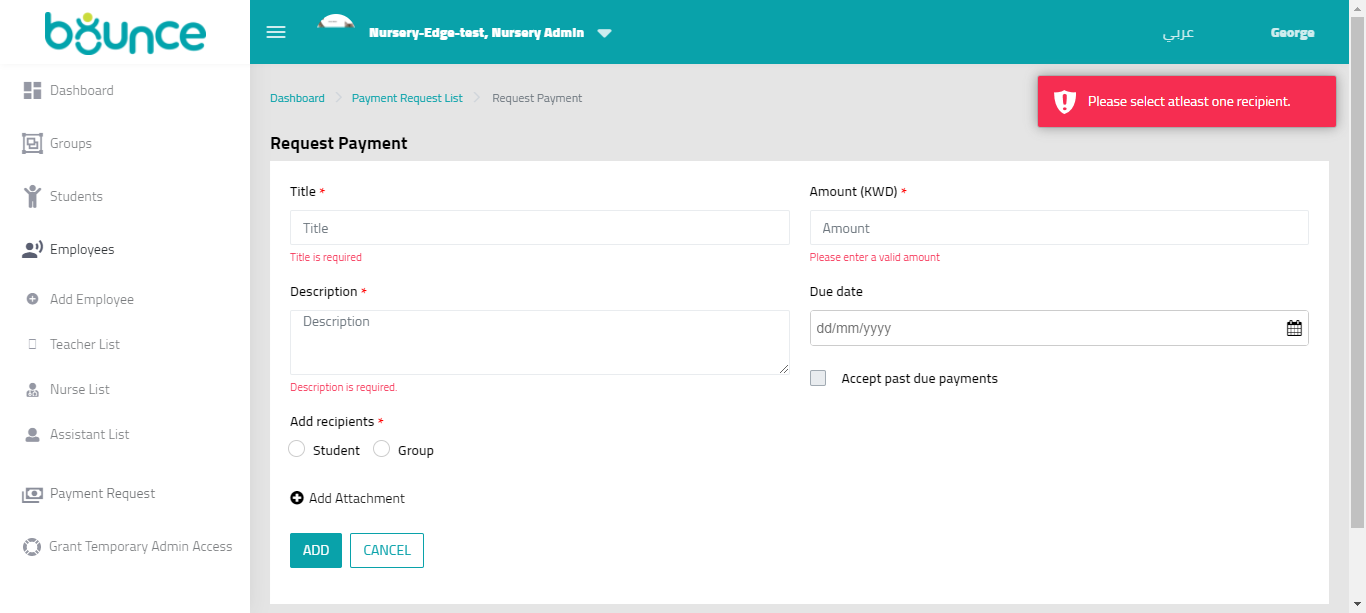 bounce
Nursery-Edge-test, Nursery Admin
عربي
George
Dashboard
Groups
Students
Employees
Add Employee
Teacher List
Nurse List
Assistant List
Payment Request
Grant Temporary Admin Access
Dashboard > Payment Request List > Request Payment
Please select atleast one recipient.
Request Payment
Title *
Title
Title is required
Amount (KWD) *
Amount
Please enter a valid amount
Description *
Description
Description is required.
Due date
dd/mm/yyyy
Accept past due payments
Add recipients *
Student Group
Add Attachment
ADD CANCEL